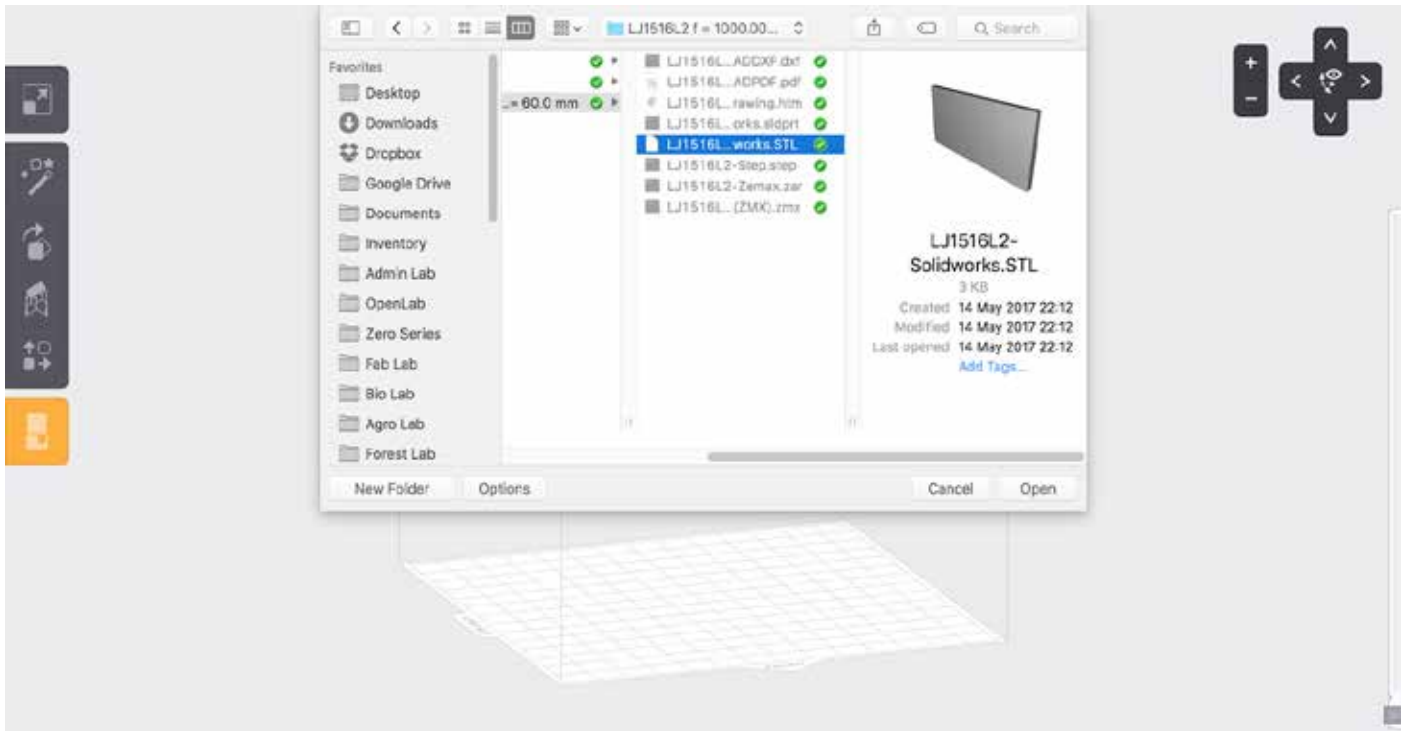 LJ1516L2 f = 1000.00...
Search
Favorites
Desktop
Downloads
Dropbox
Google Drive
Documents
Inventory
Admin Lab
OpenLab
Zero Series
Fab Lab
Bio Lab
Agro Lab
Forest Lab
...= 60.0 mm
LJ1516L...ADDXF.dxf
LJ1516L...ADPDF.pdf
LJ1516L...rawing.htm
LJ1516L...orks.sldprt
LJ1516L...works.STL
LJ1516L2-Step.step
LJ1516L2-Zemax.zar
LJ1516L...(ZMX).zmx
LJ1516L2-
Solidworks.STL
3 KB
Created 14 May 2017 22:12
Modified 14 May 2017 22:12
Last opened 14 May 2017 22:12
Add Tags...
New Folder
Options
Cancel
Open